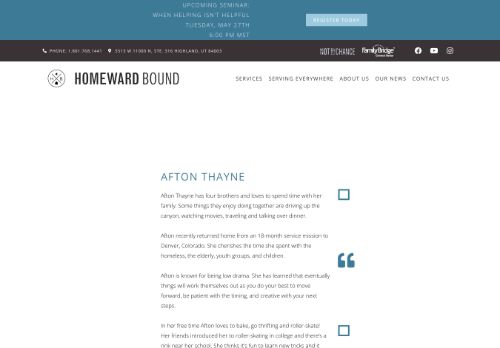 UPCOMING SEMINAR:
WHEN HELPING ISN'T HELPFUL
TUESDAY, MAY 27TH
6:00 PM MST
REGISTER TODAY
PHONE: 1.801.768.1441
5513 W 11000 N, STE. 316 HIGHLAND, UT 84003
NOT BY CHANCE
FamilyBridge
HOMEWARD BOUND
SERVICES
SERVING EVERYWHERE
ABOUT US
OUR NEWS
CONTACT US
AFTON THAYNE
Afton Thayne has four brothers and loves to spend time with her
family. Some things they enjoy doing together are driving up the
canyon, watching movies, traveling and talking over dinner.
Afton recently returned home from an 18-month service mission to
Denver, Colorado. She cherishes the time she spent with the
homeless, the elderly, youth groups, and children.
Afton is known for being low drama. She has learned that eventually,
things will work themselves out as you do your best to move
forward, be patient with the timing, and creative with your next
steps.
In her free time Afton loves to bake, go thrifting and roller skate!
Her friends introduced her to roller-skating in college and there's a
rink near her school. She thinks it's fun to learn new tricks and it